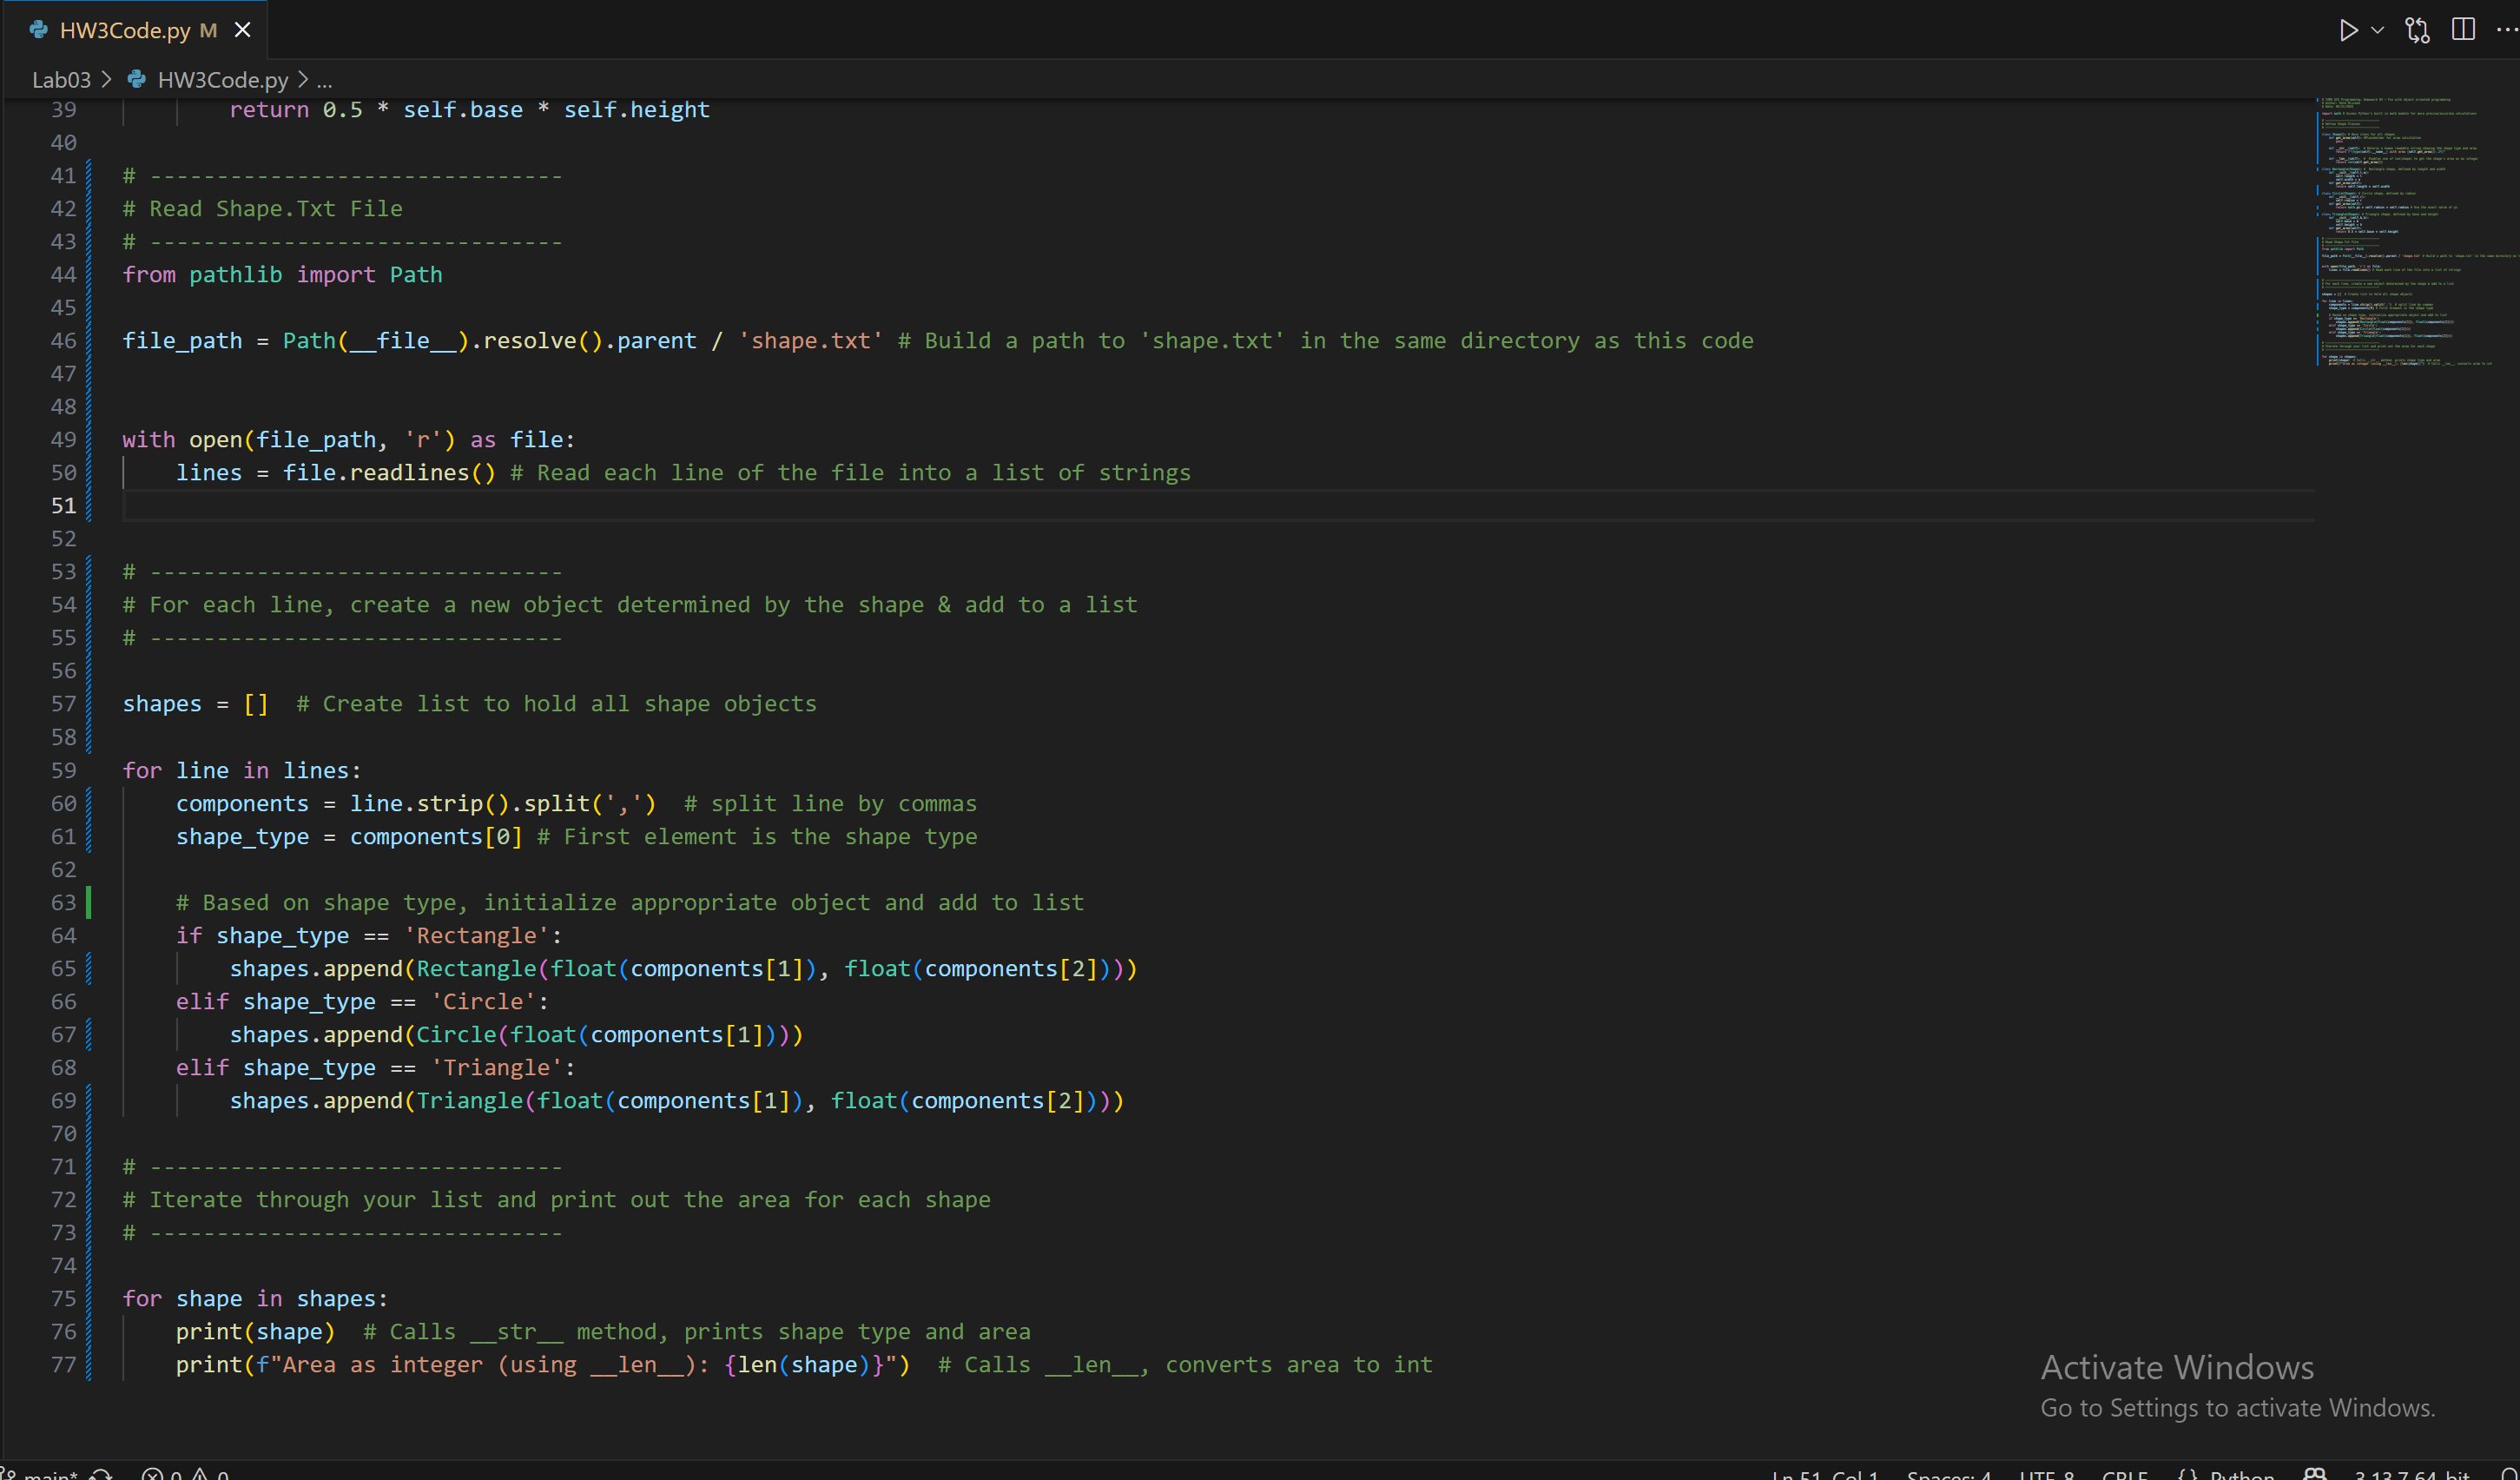 HW3Code.py M
Lab03 > HW3Code.py > ...
39 return 0.5 * self.base * self.height
40
41 # -------------------------------
42 # Read Shape.Txt File
43 # -------------------------------
44 from pathlib import Path
45
46 file_path = Path(__file__).resolve().parent / 'shape.txt' # Build a path to 'shape.txt' in the same directory as this code
47
48
49 with open(file_path, 'r') as file:
50     lines = file.readlines() # Read each line of the file into a list of strings
51
52
53 # -------------------------------
54 # For each line, create a new object determined by the shape & add to a list
55 # -------------------------------
56
57 shapes = []  # Create list to hold all shape objects
58
59 for line in lines:
60     components = line.strip().split(',')  # split line by commas
61     shape_type = components[0] # First element is the shape type
62
63     # Based on shape type, initialize appropriate object and add to list
64     if shape_type == 'Rectangle':
65         shapes.append(Rectangle(float(components[1]), float(components[2])))
66     elif shape_type == 'Circle':
67         shapes.append(Circle(float(components[1])))
68     elif shape_type == 'Triangle':
69         shapes.append(Triangle(float(components[1]), float(components[2])))
70
71 # -------------------------------
72 # Iterate through your list and print out the area for each shape
73 # -------------------------------
74
75 for shape in shapes:
76     print(shape)  # Calls __str__ method, prints shape type and area
77     print(f"Area as integer (using __len__): {len(shape)}")  # Calls __len__, converts area to int
Activate Windows
Go to Settings to activate Windows.
main* 0 0 Ln 51, Col 1 Spaces: 4 UTF-8 CRLF {} Python 3.13.7 64-bit